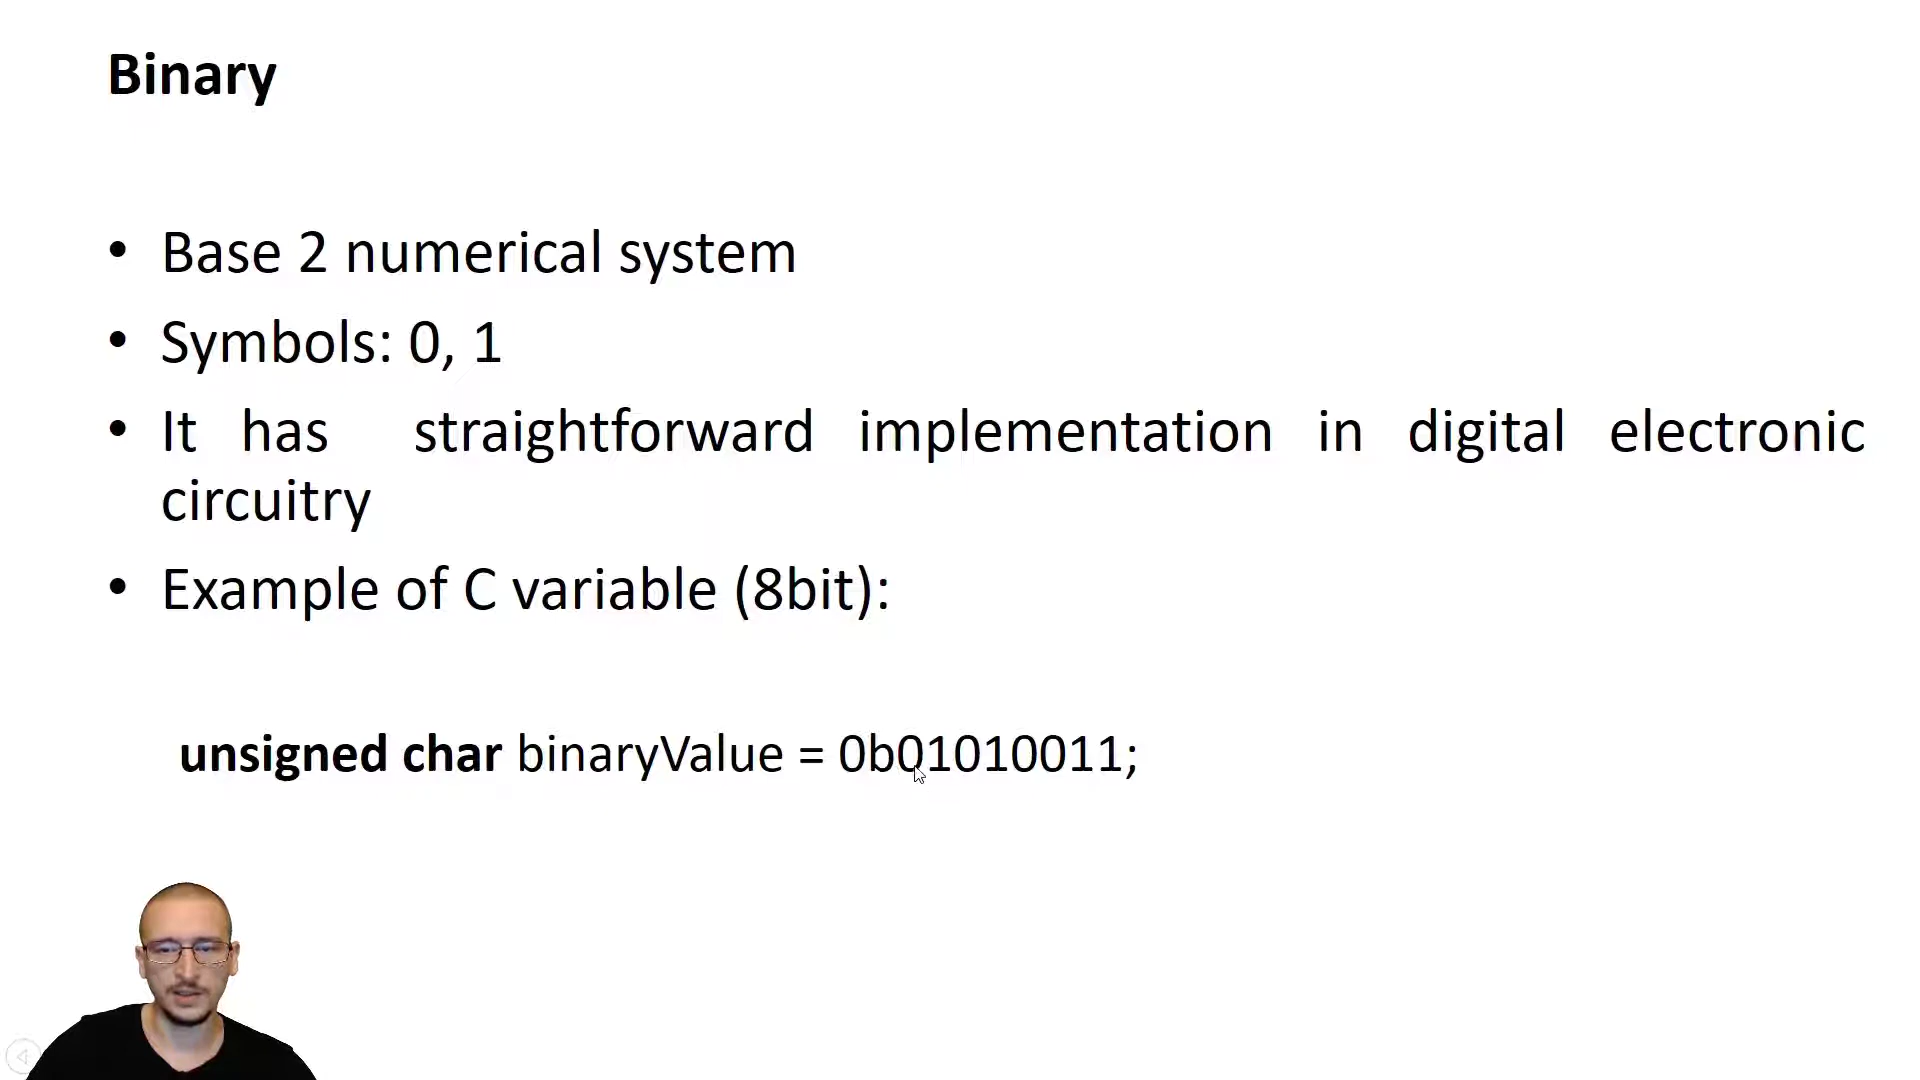 Binary
• Base 2 numerical system
• Symbols: 0, 1
• It has straightforward implementation in digital electronic
circuitry
• Example of C variable (8bit):
unsigned char binaryValue = 0b01010011;